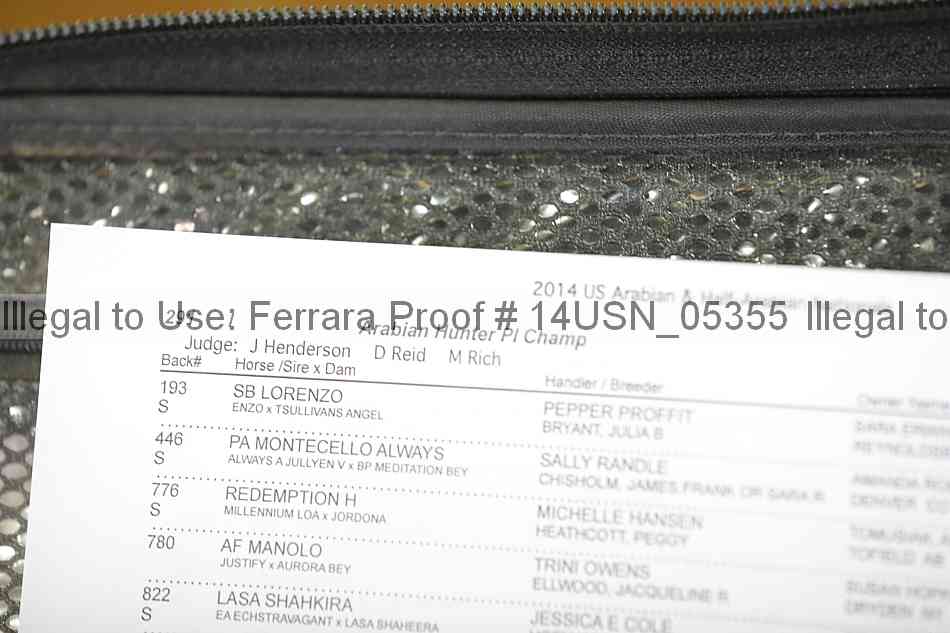 2014 US Arabian & Half-Arabian Nationals
Illegal to Use: Ferrara Proof # 14USN_05355 Illegal to
Arabian Hunter Pl Champ
Judge: J Henderson D Reid M Rich
Back# Horse /Sire x Dam Handler / Breeder
193 SB LORENZO PEPPER PROFFIT
S ENZO x TSULLIVANS ANGEL BRYANT, JULIA B
446 PA MONTECELLO ALWAYS SALLY RANDLE
S ALWAYS A JULLYEN V x BP MEDITATION BEY CHISHOLM, JAMES FRANK OR SARA R
776 REDEMPTION H MICHELLE HANSEN
S MILLENNIUM LOA x JORDONA HEATHCOTT, PEGGY
780 AF MANOLO TRINI OWENS
JUSTIFY x AURORA BEY ELLWOOD, JACQUELINE R
822 LASA SHAHKIRA JESSICA E COLE
S EA ECHSTRAVAGANT x LASA SHAHEERA